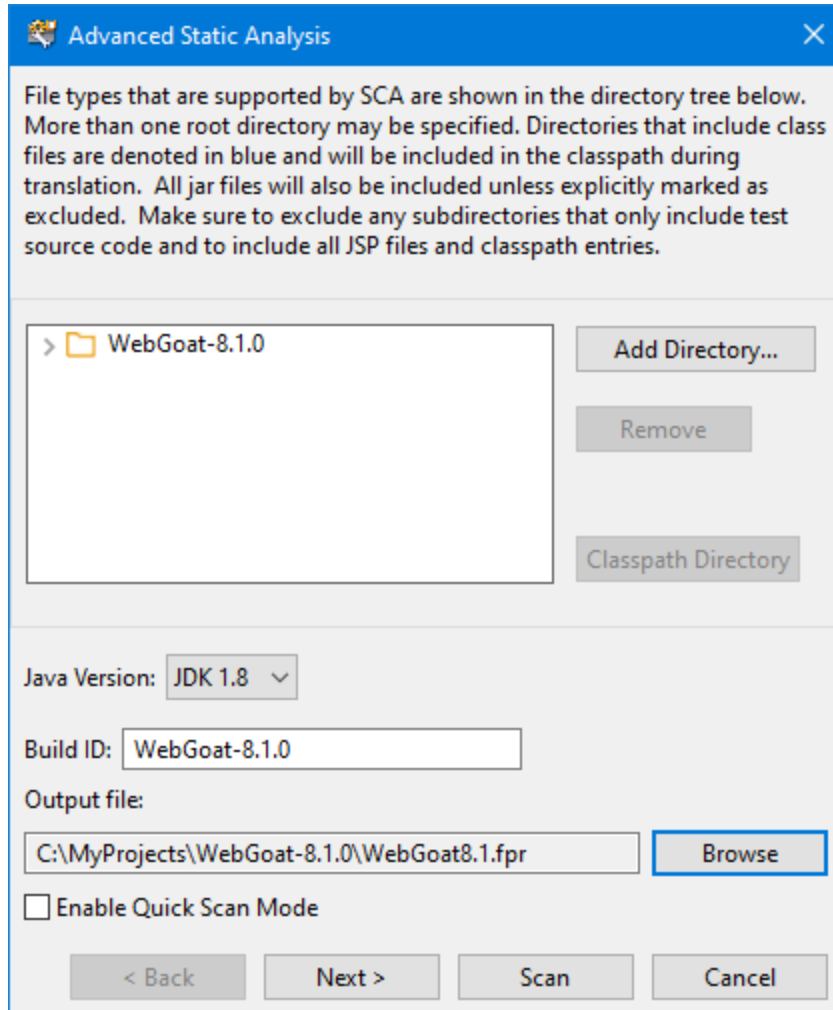 Advanced Static Analysis
File types that are supported by SCA are shown in the directory tree below.
More than one root directory may be specified. Directories that include class
files are denoted in blue and will be included in the classpath during
translation.  All jar files will also be included unless explicitly marked as
excluded.  Make sure to exclude any subdirectories that only include test
source code and to include all JSP files and classpath entries.
WebGoat-8.1.0
Add Directory...
Remove
Classpath Directory
Java Version: JDK 1.8
Build ID: WebGoat-8.1.0
Output file:
C:\MyProjects\WebGoat-8.1.0\WebGoat8.1.fpr Browse
Enable Quick Scan Mode
< Back Next > Scan Cancel